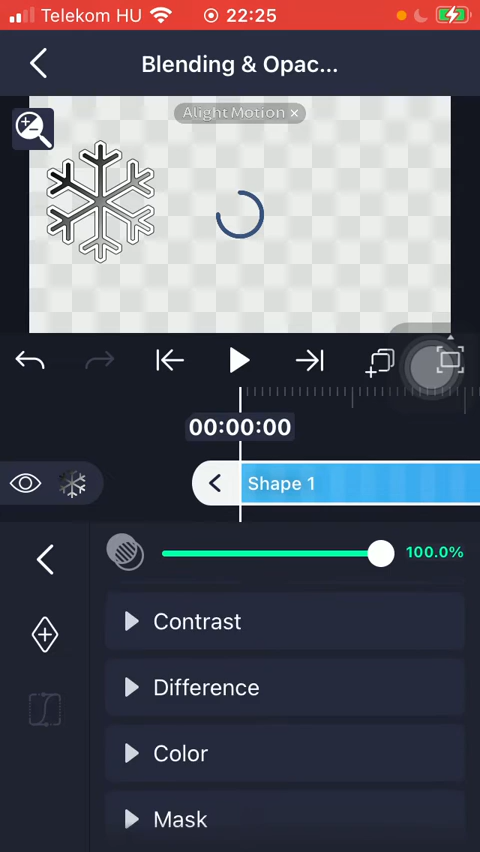 Telekom HU 22:25
Blending & Opac...
Alight Motion ×
00:00:00
Shape 1
100.0%
Contrast
Difference
Color
Mask